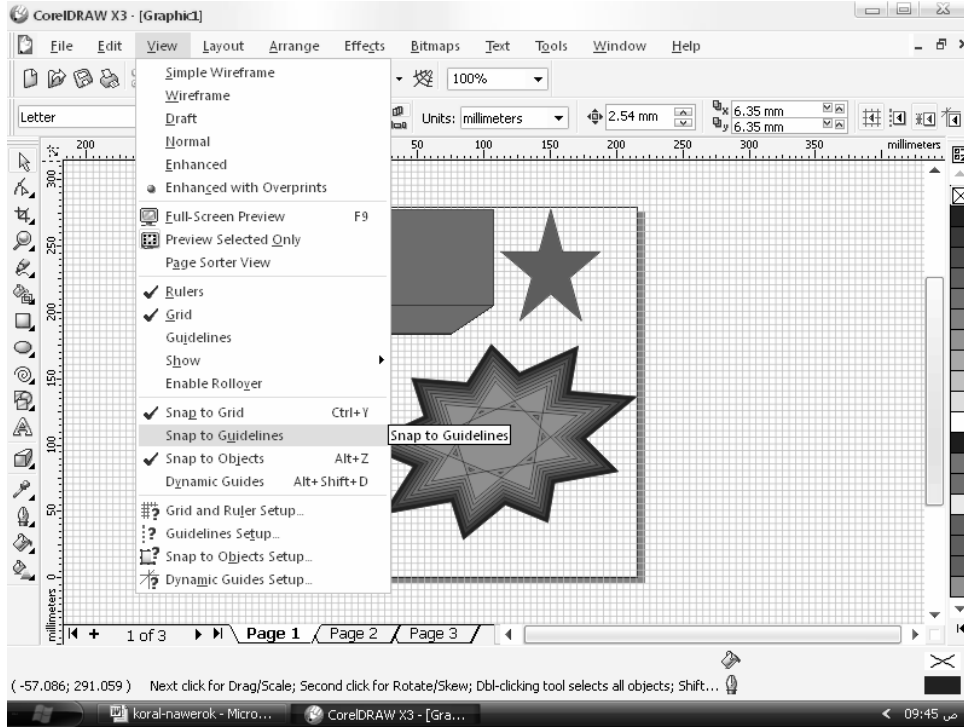 CorelDRAW X3 - [Graphic1]
File Edit View Layout Arrange Effects Bitmaps Text Tools Window Help
100%
Letter Units: millimeters 2.54 mm x 6.35 mm
y 6.35 mm
200 50 100 150 200 250 300 350 millimeters
Simple Wireframe
Wireframe
Draft
Normal
Enhanced
Enhanced with Overprints
Full-Screen Preview F9
Preview Selected Only
Page Sorter View
Rulers
Grid
Guidelines
Show
Enable Rollover
Snap to Grid Ctrl+Y
Snap to Guidelines
Snap to Guidelines
Snap to Objects Alt+Z
Dynamic Guides Alt+Shift+D
Grid and Ruler Setup...
Guidelines Setup...
Snap to Objects Setup...
Dynamic Guides Setup...
300
250
200
150
100
50
0
millimeters
1 of 3 Page 1 Page 2 Page 3
( -57.086; 291.059 ) Next click for Drag/Scale; Second click for Rotate/Skew; Dbl-clicking tool selects all objects; Shift...
koral-nawerok - Micro... CorelDRAW X3 - [Gra... 09:45 ص